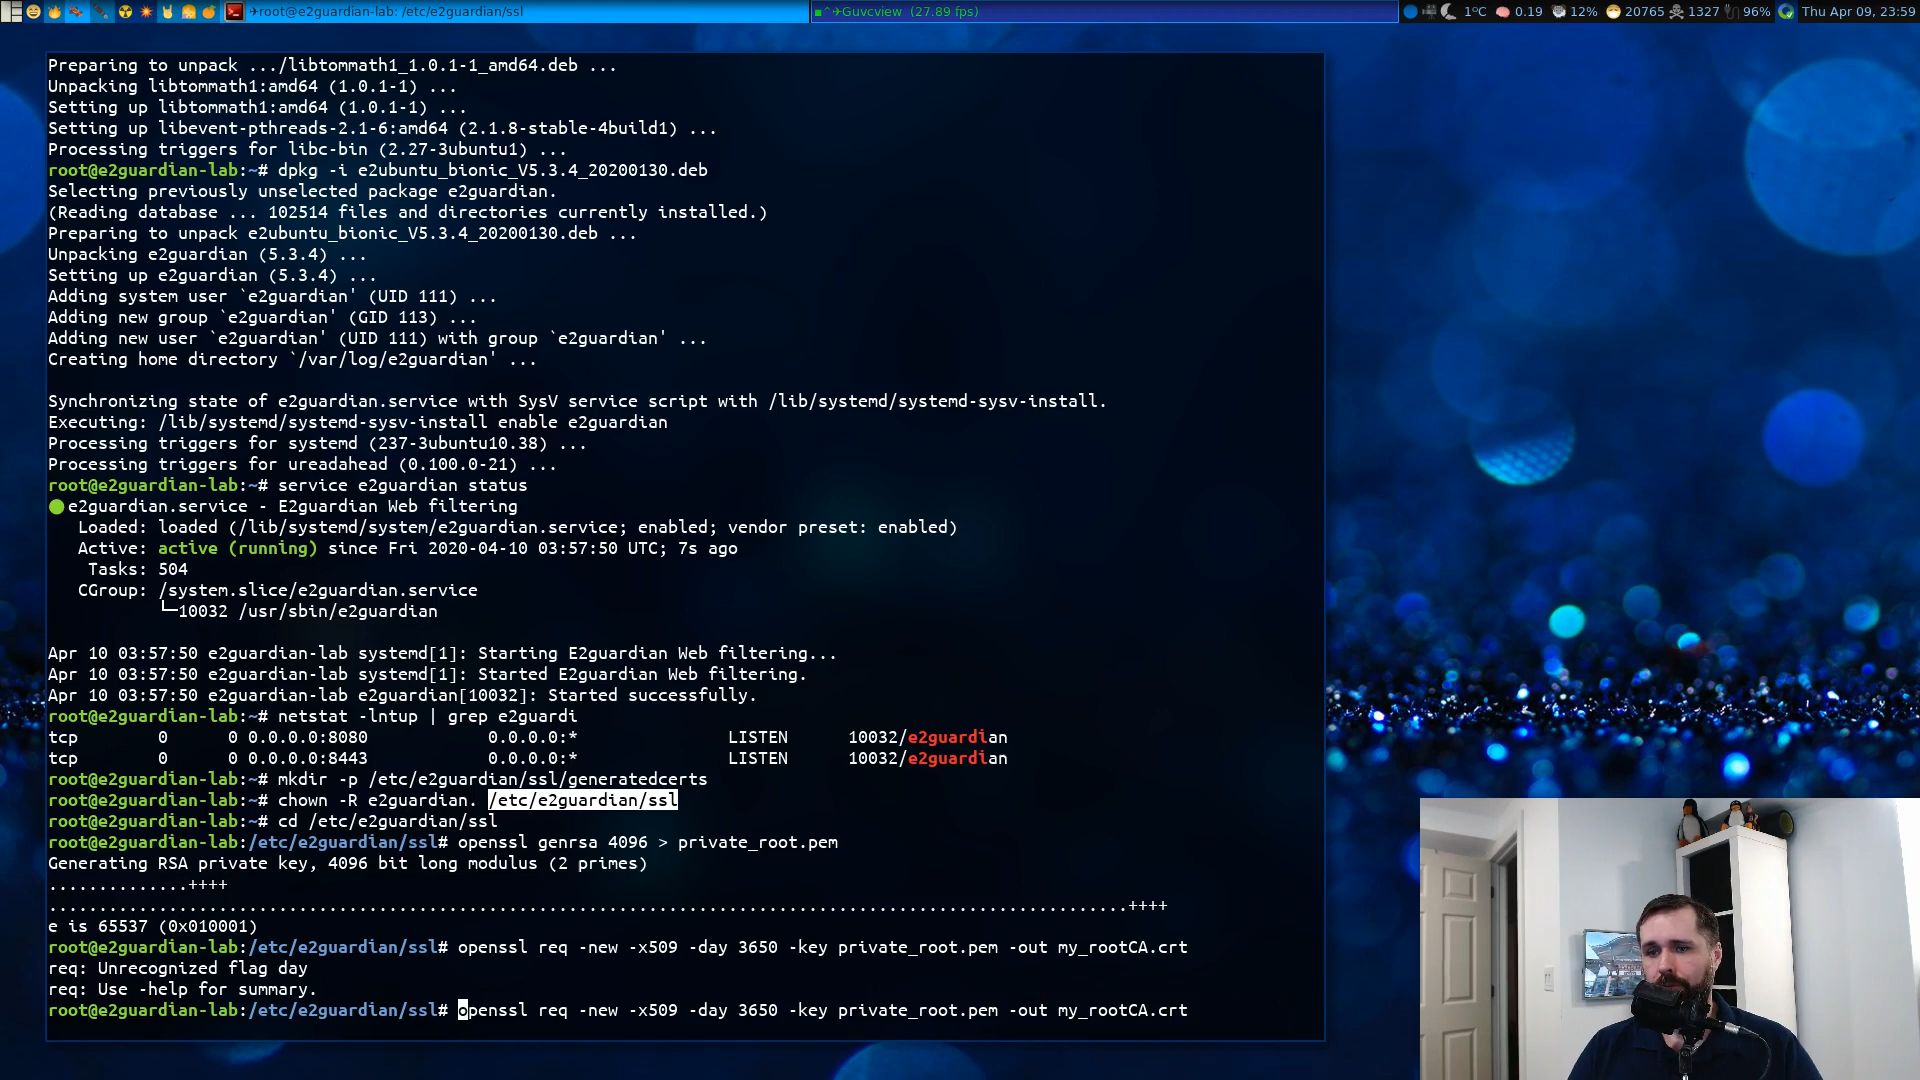 ✈root@e2guardian-lab: /etc/e2guardian/ssl
▪^✈Guvcview  (27.89 fps)
1°C 0.19 12% 20765 1327 96% Thu Apr 09, 23:59
Preparing to unpack .../libtommath1_1.0.1-1_amd64.deb ...
Unpacking libtommath1:amd64 (1.0.1-1) ...
Setting up libtommath1:amd64 (1.0.1-1) ...
Setting up libevent-pthreads-2.1-6:amd64 (2.1.8-stable-4build1) ...
Processing triggers for libc-bin (2.27-3ubuntu1) ...
root@e2guardian-lab:~# dpkg -i e2ubuntu_bionic_V5.3.4_20200130.deb
Selecting previously unselected package e2guardian.
(Reading database ... 102514 files and directories currently installed.)
Preparing to unpack e2ubuntu_bionic_V5.3.4_20200130.deb ...
Unpacking e2guardian (5.3.4) ...
Setting up e2guardian (5.3.4) ...
Adding system user `e2guardian' (UID 111) ...
Adding new group `e2guardian' (GID 113) ...
Adding new user `e2guardian' (UID 111) with group `e2guardian' ...
Creating home directory `/var/log/e2guardian' ...
Synchronizing state of e2guardian.service with SysV service script with /lib/systemd/systemd-sysv-install.
Executing: /lib/systemd/systemd-sysv-install enable e2guardian
Processing triggers for systemd (237-3ubuntu10.38) ...
Processing triggers for ureadahead (0.100.0-21) ...
root@e2guardian-lab:~# service e2guardian status
● e2guardian.service - E2guardian Web filtering
   Loaded: loaded (/lib/systemd/system/e2guardian.service; enabled; vendor preset: enabled)
   Active: active (running) since Fri 2020-04-10 03:57:50 UTC; 7s ago
    Tasks: 504
   CGroup: /system.slice/e2guardian.service
           └─10032 /usr/sbin/e2guardian
Apr 10 03:57:50 e2guardian-lab systemd[1]: Starting E2guardian Web filtering...
Apr 10 03:57:50 e2guardian-lab systemd[1]: Started E2guardian Web filtering.
Apr 10 03:57:50 e2guardian-lab e2guardian[10032]: Started successfully.
root@e2guardian-lab:~# netstat -lntup | grep e2guardi
tcp        0      0 0.0.0.0:8080            0.0.0.0:*               LISTEN      10032/e2guardian
tcp        0      0 0.0.0.0:8443            0.0.0.0:*               LISTEN      10032/e2guardian
root@e2guardian-lab:~# mkdir -p /etc/e2guardian/ssl/generatedcerts
root@e2guardian-lab:~# chown -R e2guardian. /etc/e2guardian/ssl
root@e2guardian-lab:~# cd /etc/e2guardian/ssl
root@e2guardian-lab:/etc/e2guardian/ssl# openssl genrsa 4096 > private_root.pem
Generating RSA private key, 4096 bit long modulus (2 primes)
..............++++
............................................................................................................++++
e is 65537 (0x010001)
root@e2guardian-lab:/etc/e2guardian/ssl# openssl req -new -x509 -day 3650 -key private_root.pem -out my_rootCA.crt
req: Unrecognized flag day
req: Use -help for summary.
root@e2guardian-lab:/etc/e2guardian/ssl# openssl req -new -x509 -day 3650 -key private_root.pem -out my_rootCA.crt